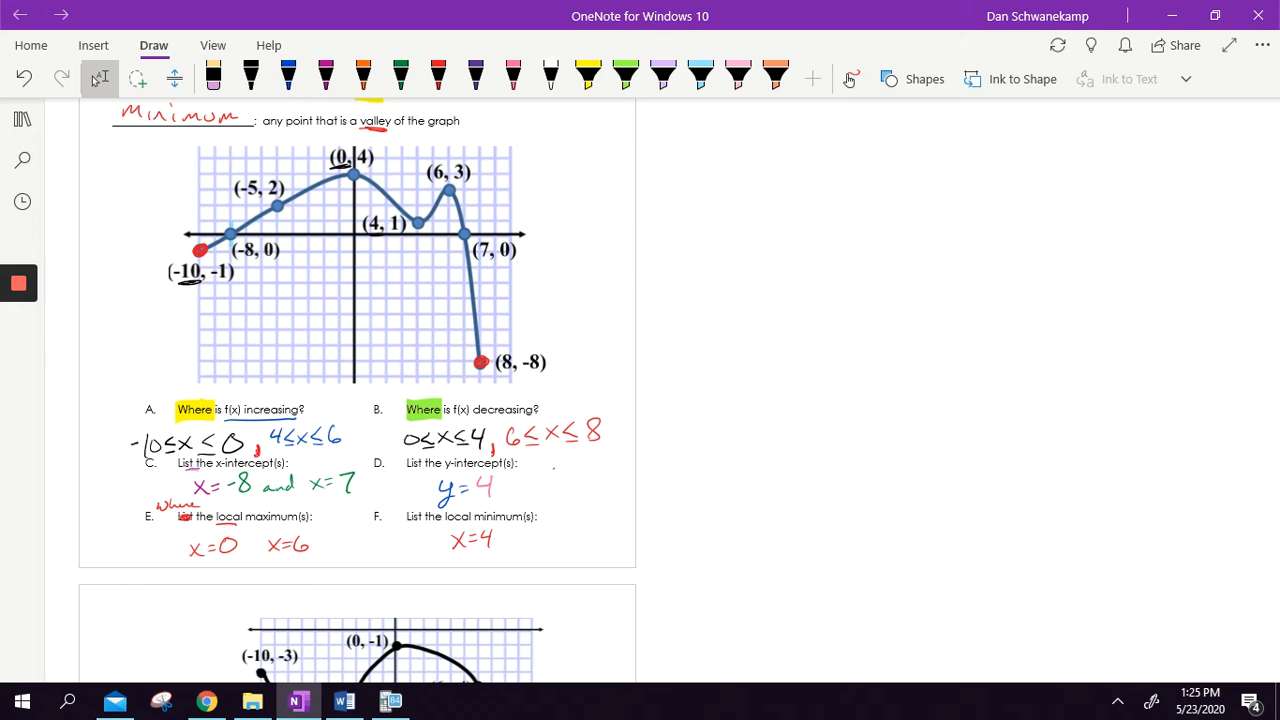 OneNote for Windows 10
Dan Schwanekamp
Home Insert Draw View Help
Share
Shapes Ink to Shape Ink to Text
Minimum : any point that is a valley of the graph
(0, 4)
(6, 3)
(-5, 2)
(4, 1)
(-8, 0)
(7, 0)
(-10, -1)
(8, -8)
A. Where is f(x) increasing? B. Where is f(x) decreasing?
-10≤x≤0, 4≤x≤6 0≤x≤4, 6≤x≤8
C. List the x-intercept(s): D. List the y-intercept(s):
x=-8 and x=7 y=4
where
E. List the local maximum(s): F. List the local minimum(s):
x=0 x=6 x=4
(0, -1)
(-10, -3)
1:25 PM
5/23/2020
4